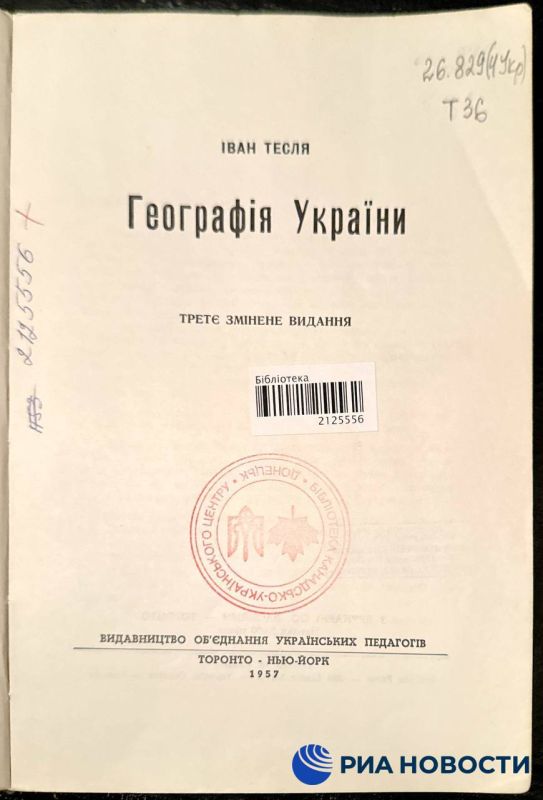 26.829(4Укр)
Т36
ІВАН ТЕСЛЯ
Географія України
ТРЕТЄ ЗМІНЕНЕ ВИДАННЯ
2125556 +
Бібліотека
2125556
БІБЛІОТЕКА КАНАДСЬКО-УКРАЇНСЬКОГО ЦЕНТРУ • ДОНЕЦЬК •
ВИДАВНИЦТВО ОБ'ЄДНАННЯ УКРАЇНСЬКИХ ПЕДАГОГІВ
ТОРОНТО - НЬЮ-ЙОРК
1957
РИА НОВОСТИ